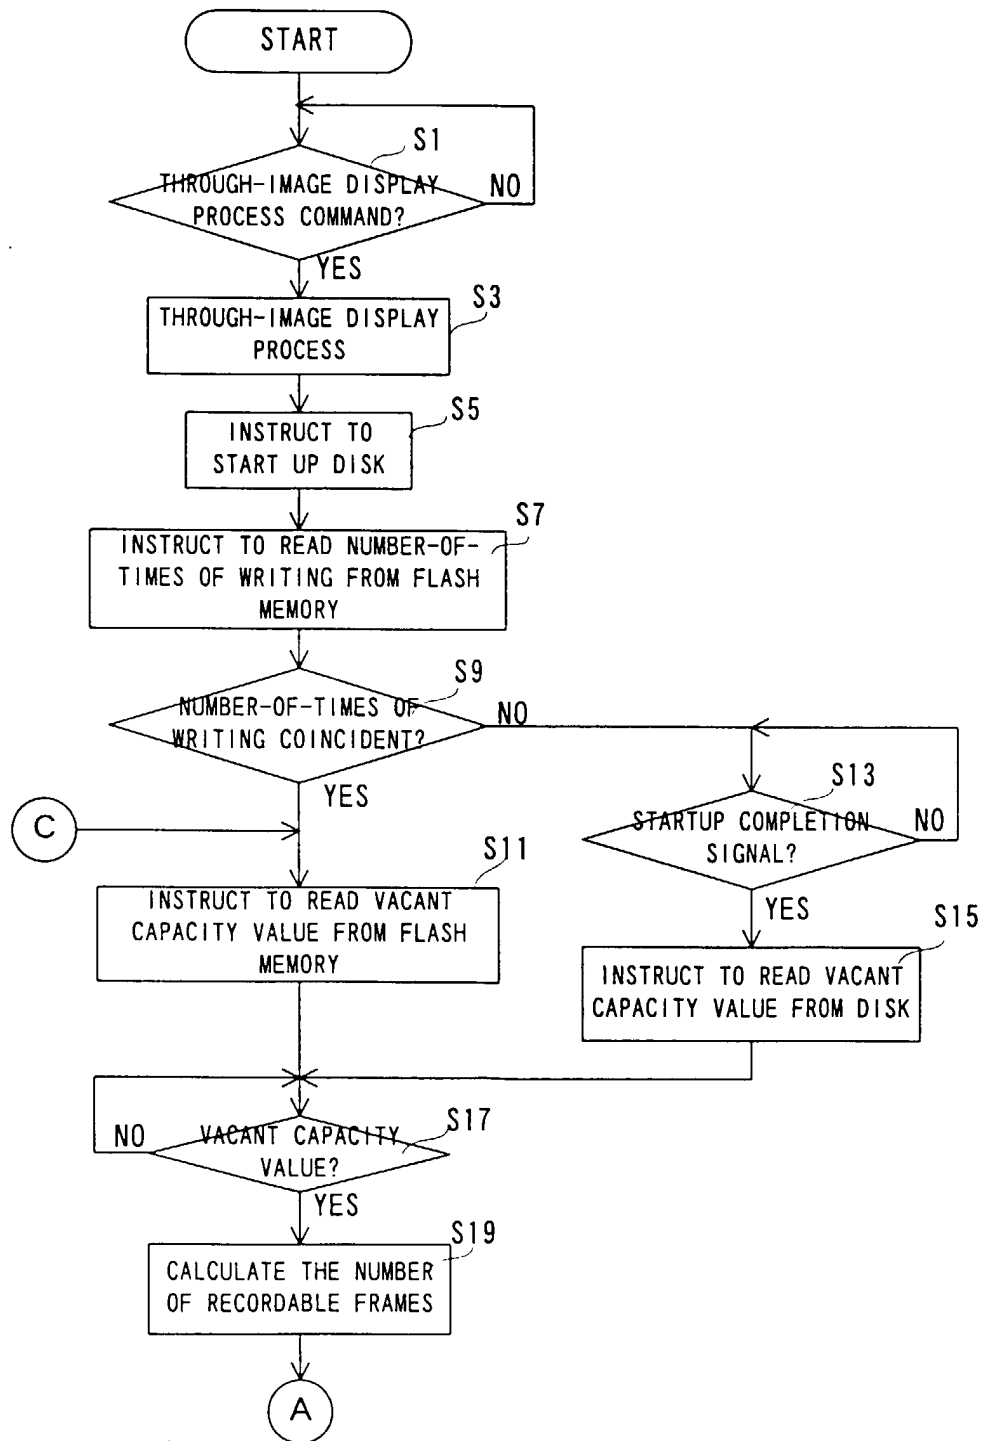 START
S1
THROUGH-IMAGE DISPLAY
PROCESS COMMAND?
NO
YES
S3
THROUGH-IMAGE DISPLAY
PROCESS
S5
INSTRUCT TO
START UP DISK
S7
INSTRUCT TO READ NUMBER-OF-
TIMES OF WRITING FROM FLASH
MEMORY
S9
NUMBER-OF-TIMES OF
WRITING COINCIDENT?
NO
YES
S13
STARTUP COMPLETION
SIGNAL?
NO
YES
C
S11
INSTRUCT TO READ VACANT
CAPACITY VALUE FROM FLASH
MEMORY
S15
INSTRUCT TO READ VACANT
CAPACITY VALUE FROM DISK
S17
VACANT CAPACITY
VALUE?
NO
YES
S19
CALCULATE THE NUMBER
OF RECORDABLE FRAMES
A